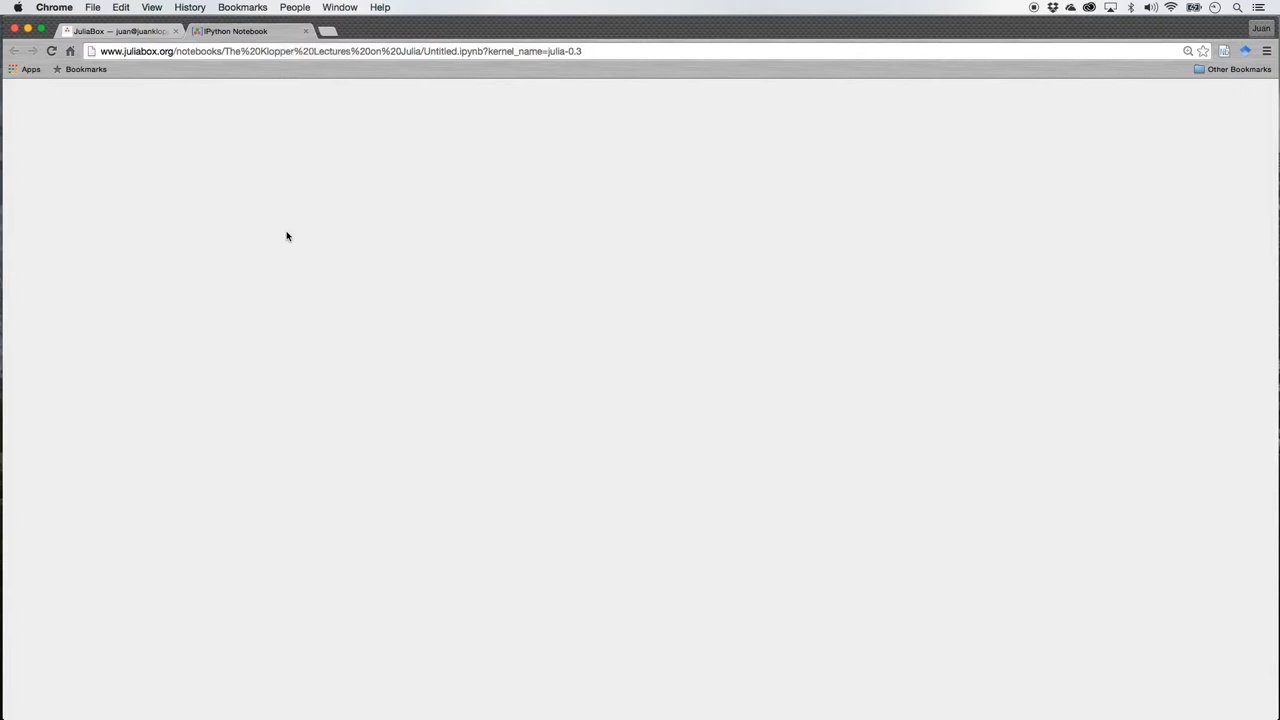 Chrome File Edit View History Bookmarks People Window Help
JuliaBox — juan@juanklop IPython Notebook Juan
www.juliabox.org/notebooks/The%20Klopper%20Lectures%20on%20Julia/Untitled.ipynb?kernel_name=julia-0.3
Apps Bookmarks Other Bookmarks